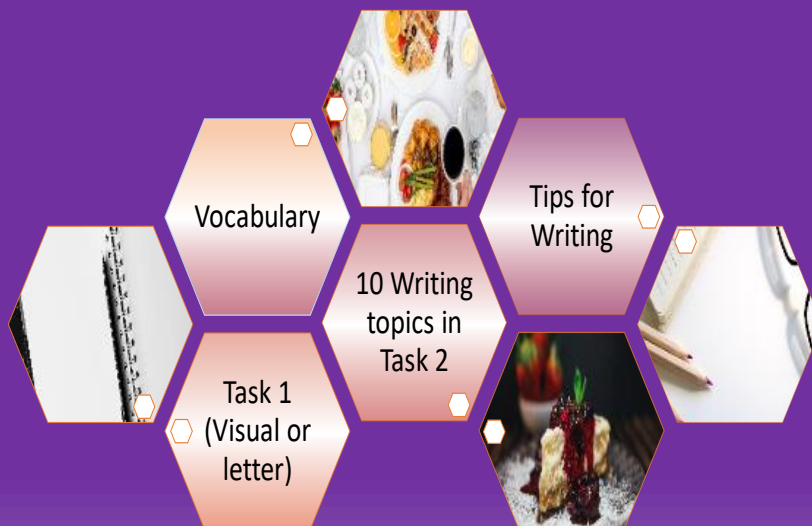 Vocabulary
Tips for
Writing
10 Writing
topics in
Task 2
Task 1
(Visual or
letter)